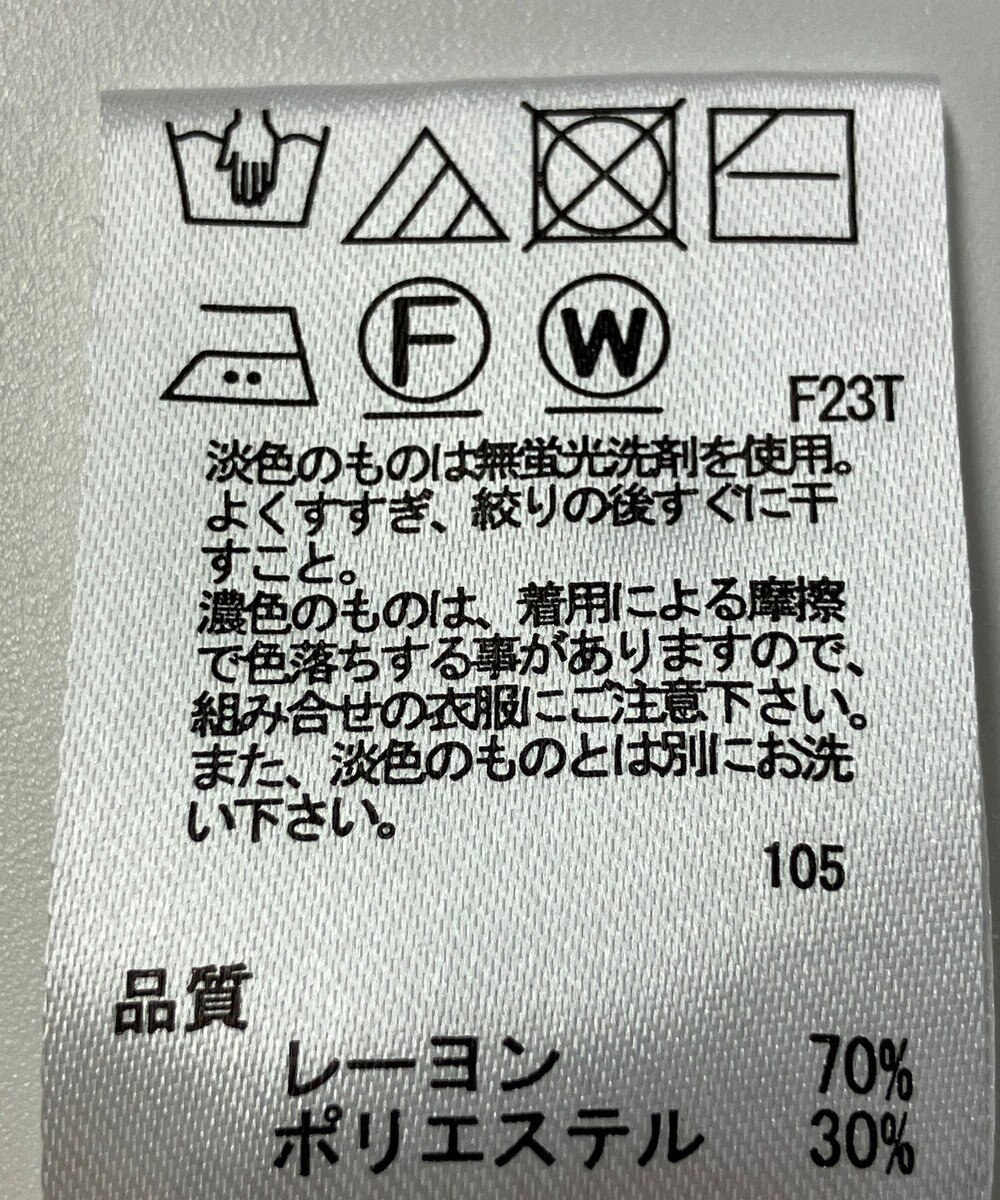 F W
F23T
淡色のものは無蛍光洗剤を使用。
よくすすぎ、絞りの後すぐに干
すこと。
濃色のものは、着用による摩擦
で色落ちする事がありますので、
組み合せの衣服にご注意下さい。
また、淡色のものとは別にお洗
い下さい。
105
品質
レーヨン 70%
ポリエステル 30%